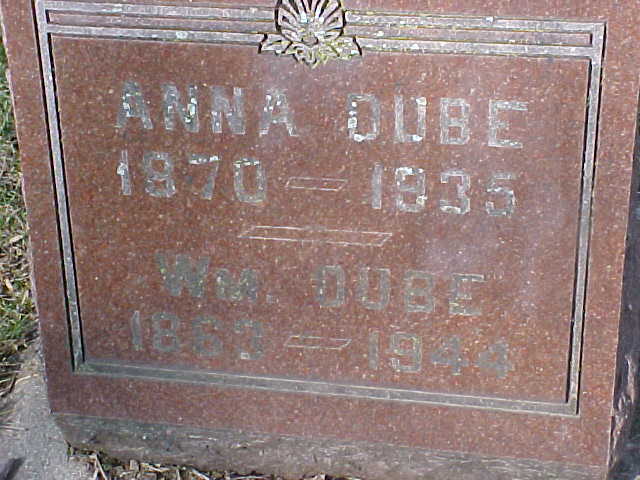 ANNA DUBE
1870 — 1935
WM. DUBE
1863 — 1944